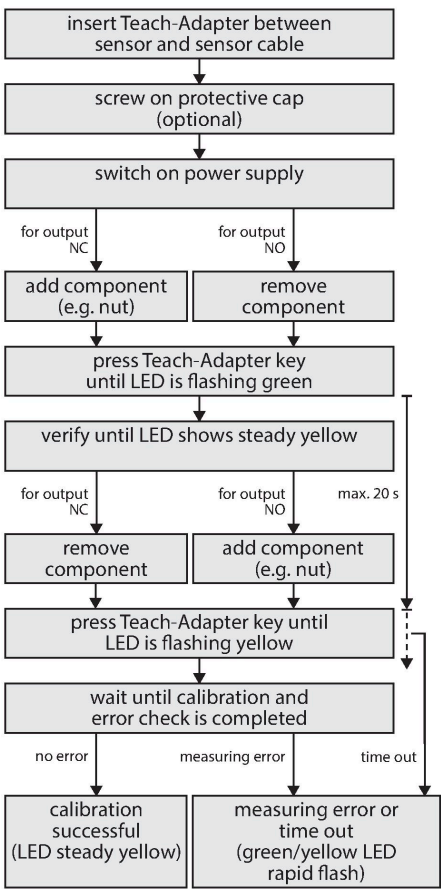 insert Teach-Adapter between
sensor and sensor cable
screw on protective cap
(optional)
switch on power supply
for output
NC
for output
NO
add component
(e.g. nut)
remove
component
press Teach-Adapter key
until LED is flashing green
verify until LED shows steady yellow
for output
NC
for output
NO
max. 20 s
remove
component
add component
(e.g. nut)
press Teach-Adapter key until
LED is flashing yellow
wait until calibration and
error check is completed
no error
measuring error
time out
calibration
successful
(LED steady yellow)
measuring error or
time out
(green/yellow LED
rapid flash)